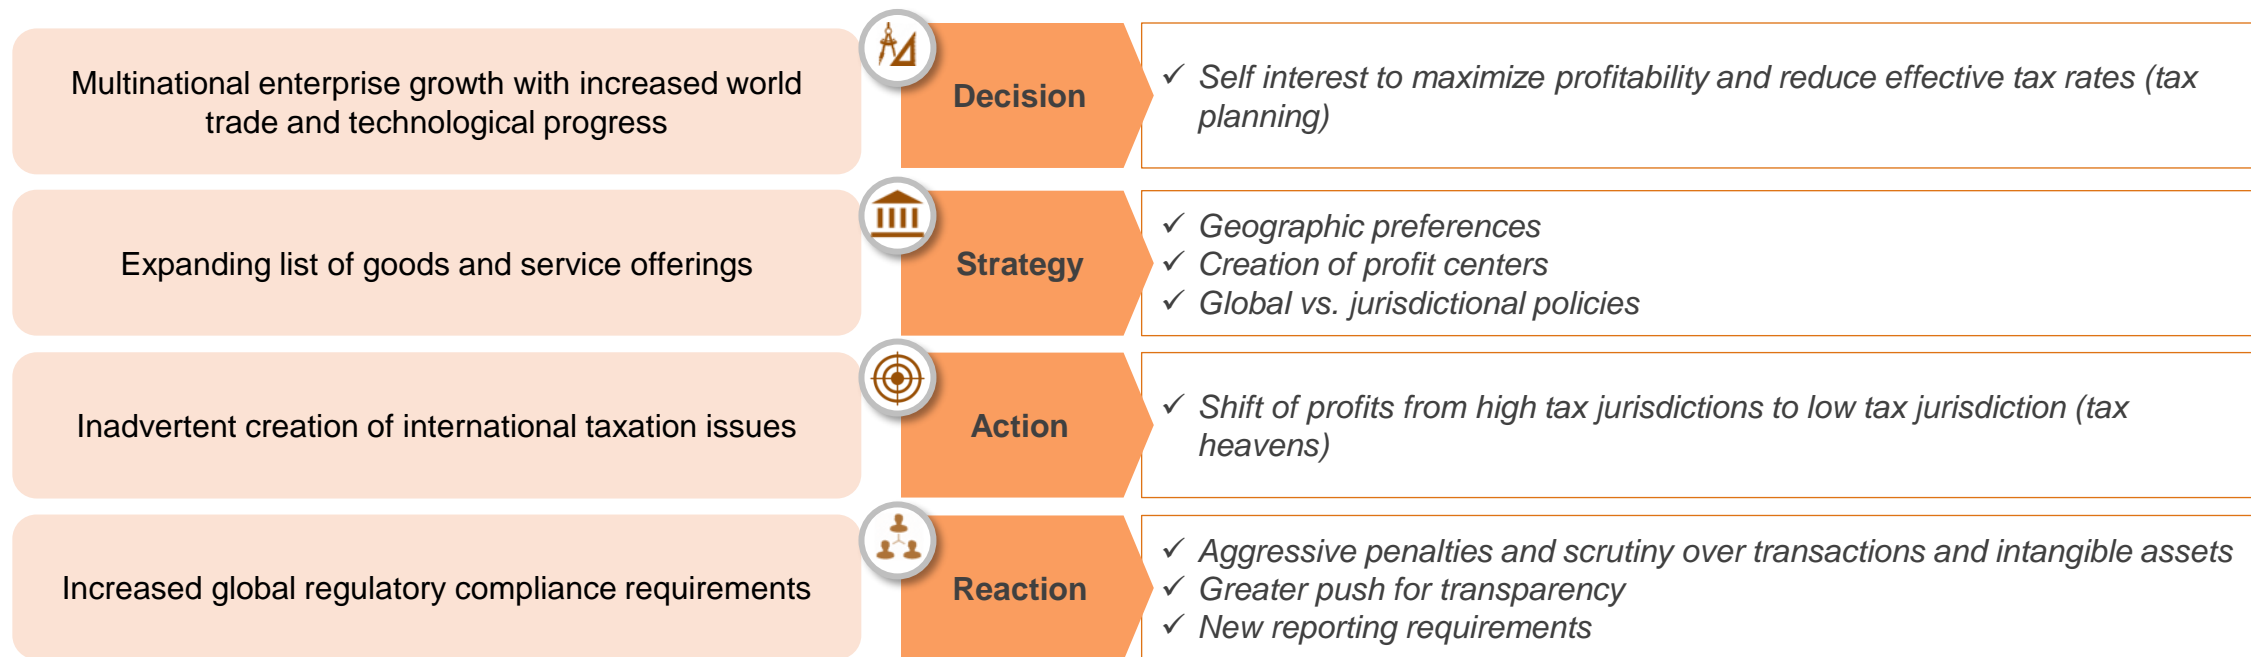 Multinational enterprise growth with increased world
trade and technological progress
Decision
✓ Self interest to maximize profitability and reduce effective tax rates (tax
planning)
Expanding list of goods and service offerings
Strategy
✓ Geographic preferences
✓ Creation of profit centers
✓ Global vs. jurisdictional policies
Inadvertent creation of international taxation issues
Action
✓ Shift of profits from high tax jurisdictions to low tax jurisdiction (tax
heavens)
Increased global regulatory compliance requirements
Reaction
✓ Aggressive penalties and scrutiny over transactions and intangible assets
✓ Greater push for transparency
✓ New reporting requirements